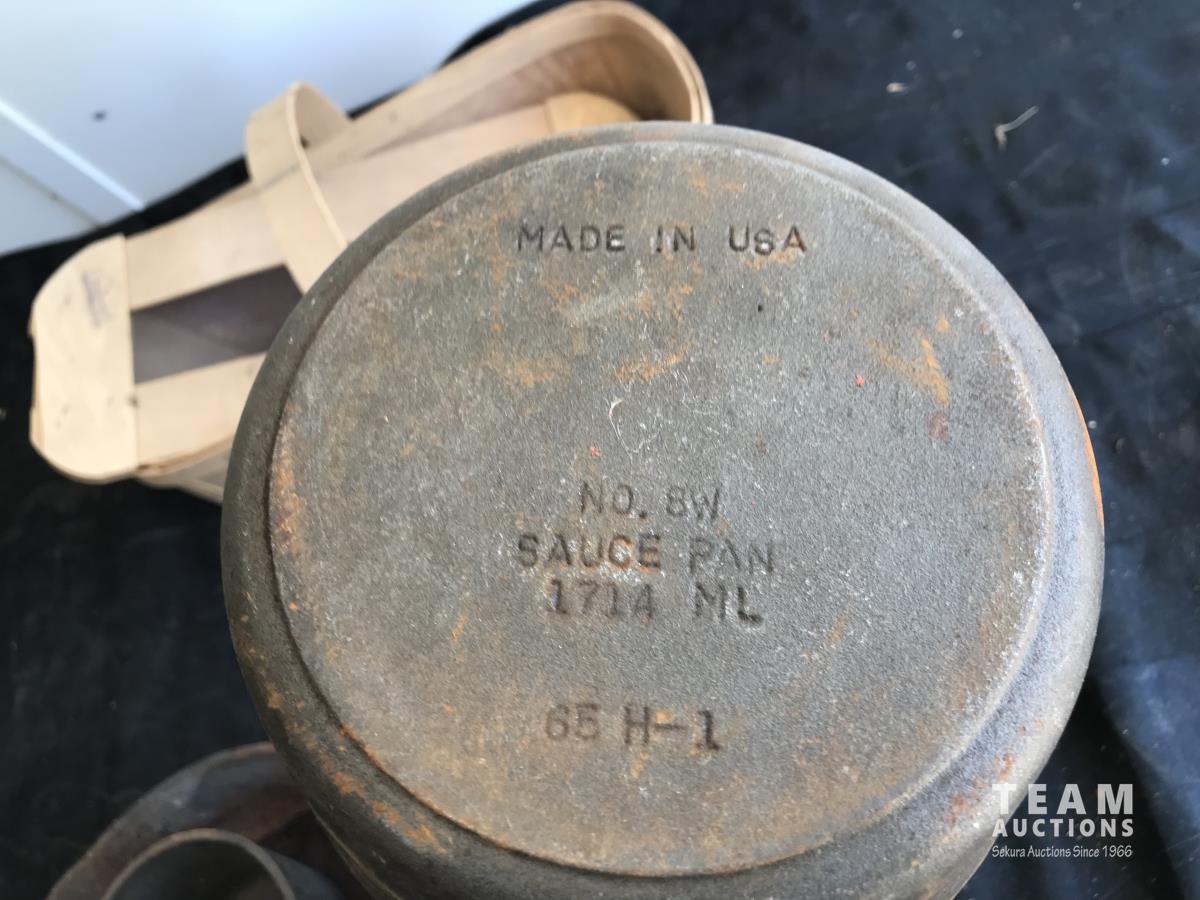 MADE IN USA
NO. 8W
SAUCE PAN
1714 ML
65 H-1
TEAM
AUCTIONS
Sekura Auctions Since 1966